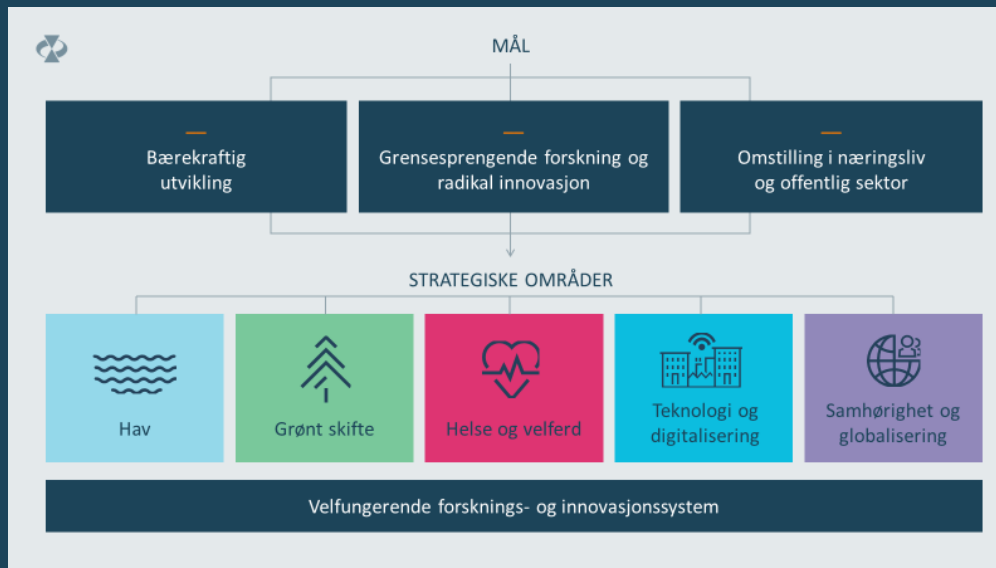 MÅL
Bærekraftig
utvikling
Grensesprengende forskning og
radikal innovasjon
Omstilling i næringsliv
og offentlig sektor
STRATEGISKE OMRÅDER
Hav
Grønt skifte
Helse og velferd
Teknologi og
digitalisering
Samhørighet og
globalisering
Velfungerende forsknings- og innovasjonssystem